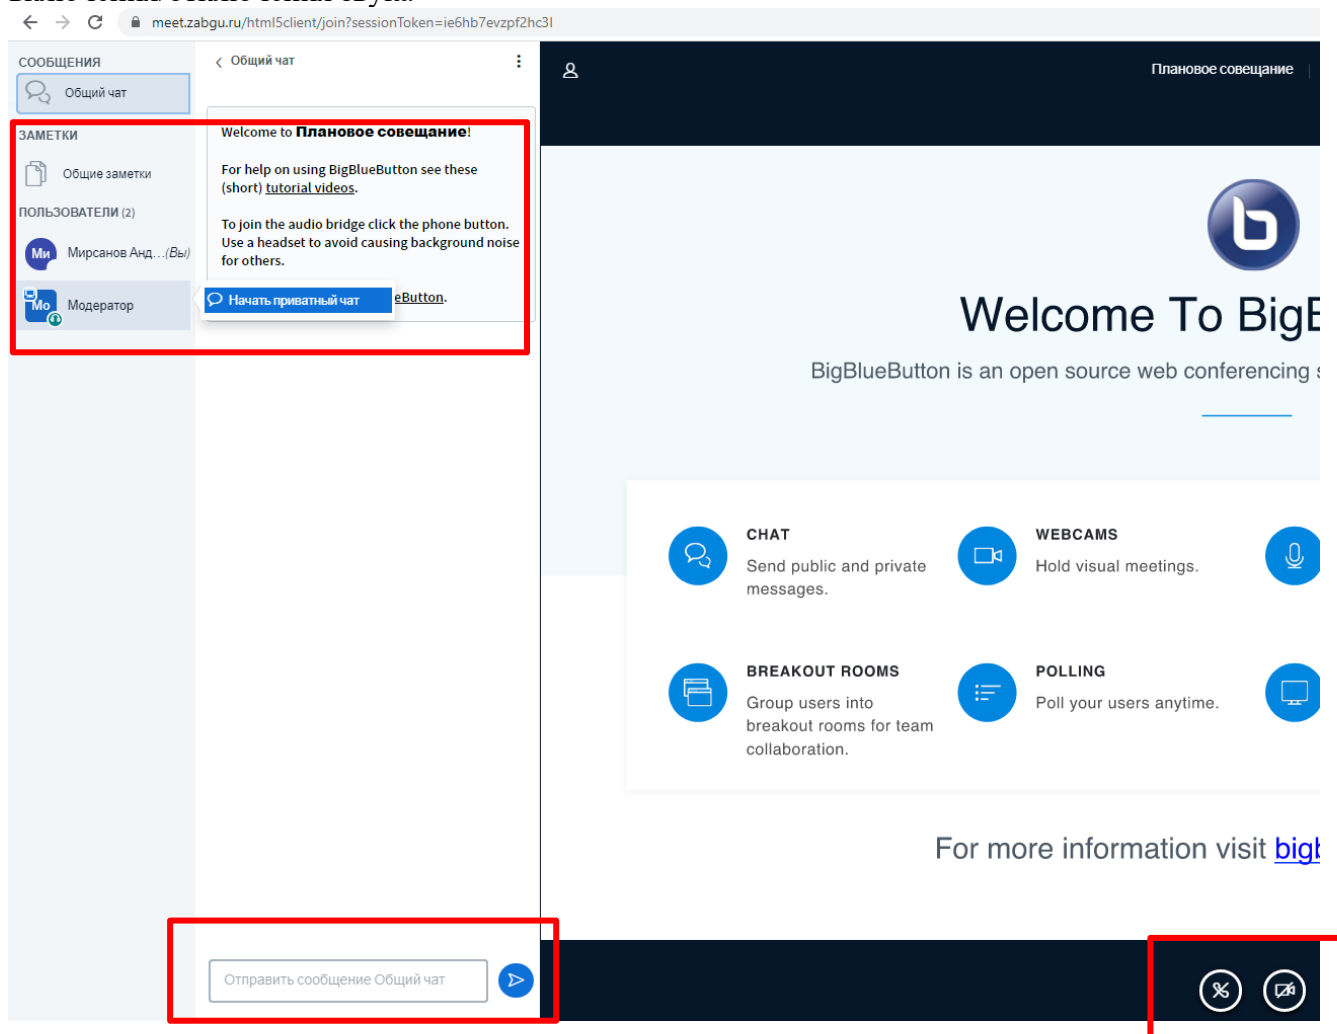 meet.zabgu.ru/html5client/join?sessionToken=ie6hb7evzpf2hc3l
СООБЩЕНИЯ
Общий чат
ЗАМЕТКИ
Общие заметки
ПОЛЬЗОВАТЕЛИ (2)
Ми Мирсанов Анд...(Вы)
Мо Модератор
Общий чат
Welcome to Плановое совещание!
For help on using BigBlueButton see these
(short) tutorial videos.
To join the audio bridge click the phone button.
Use a headset to avoid causing background noise
for others.
Начать приватный чат
eButton.
Отправить сообщение Общий чат
Плановое совещание
Welcome To Big
BigBlueButton is an open source web conferencing
CHAT
Send public and private
messages.
WEBCAMS
Hold visual meetings.
BREAKOUT ROOMS
Group users into
breakout rooms for team
collaboration.
POLLING
Poll your users anytime.
For more information visit big